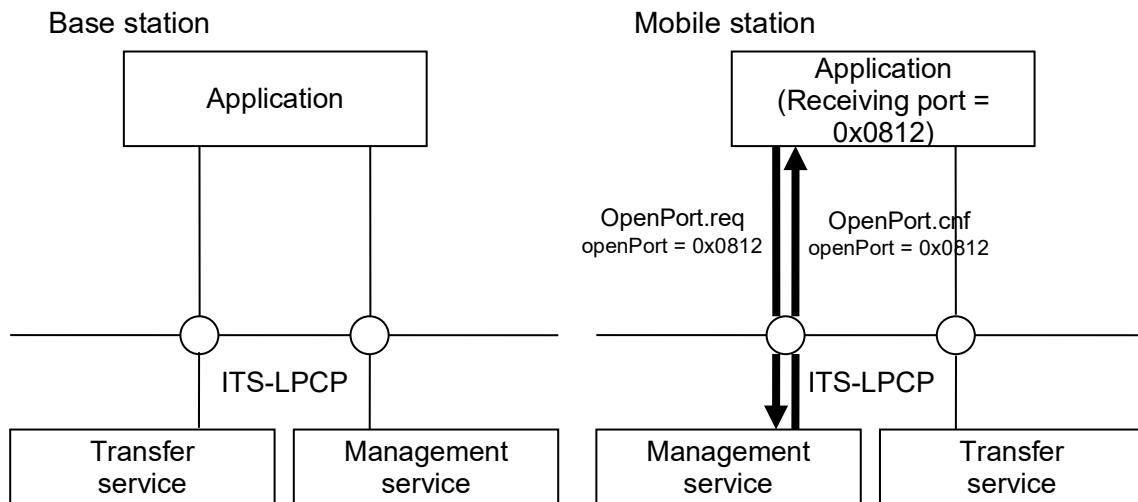 Base station
Mobile station
Application
Application
(Receiving port =
0x0812)
OpenPort.req
openPort = 0x0812
OpenPort.cnf
openPort = 0x0812
ITS-LPCP
ITS-LPCP
Transfer
service
Management
service
Management
service
Transfer
service